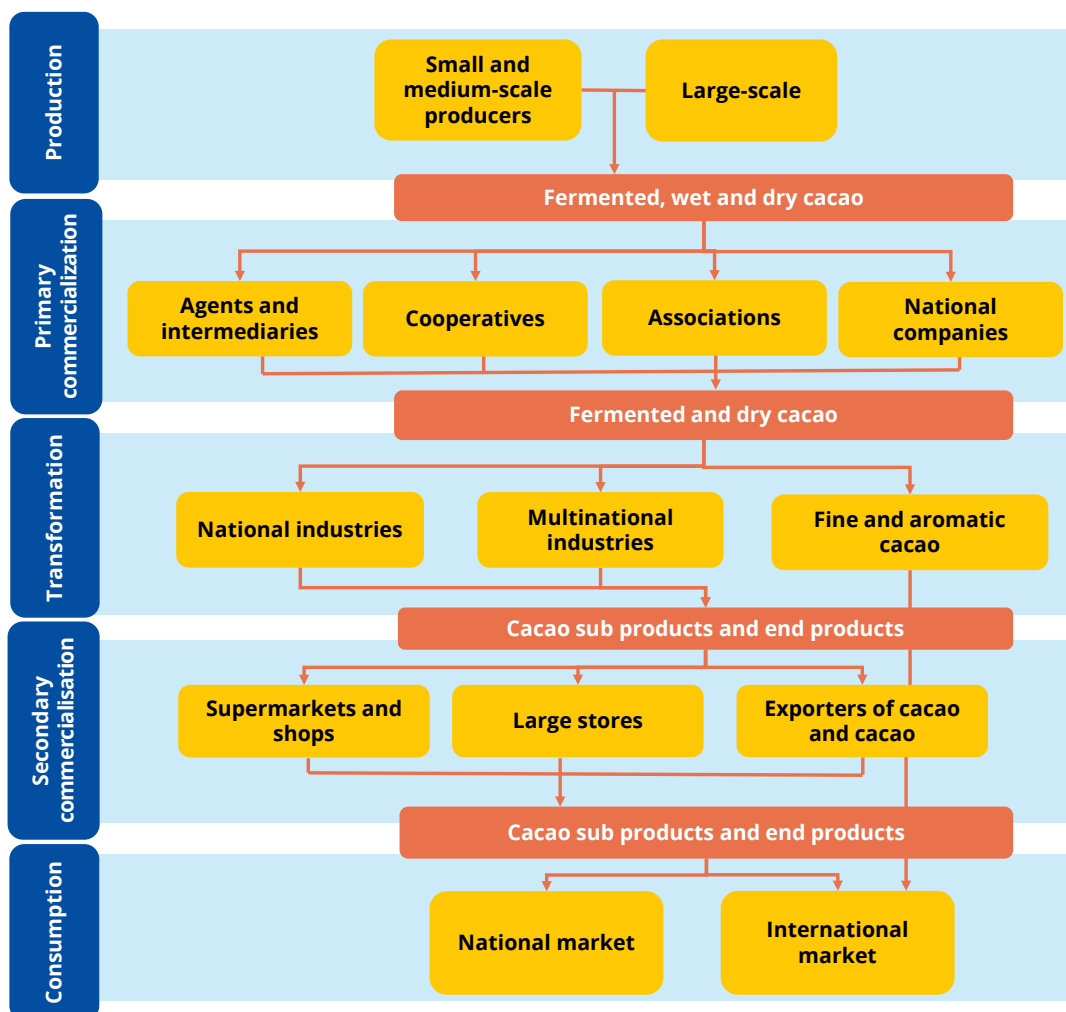 Production
Small and
medium-scale
producers
Large-scale
Fermented, wet and dry cacao
Primary
commercialization
Agents and
intermediaries
Cooperatives
Associations
National
companies
Fermented and dry cacao
Transformation
National industries
Multinational
industries
Fine and aromatic
cacao
Cacao sub products and end products
Secondary
commercialisation
Supermarkets and
shops
Large stores
Exporters of cacao
and cacao
Cacao sub products and end products
Consumption
National market
International
market